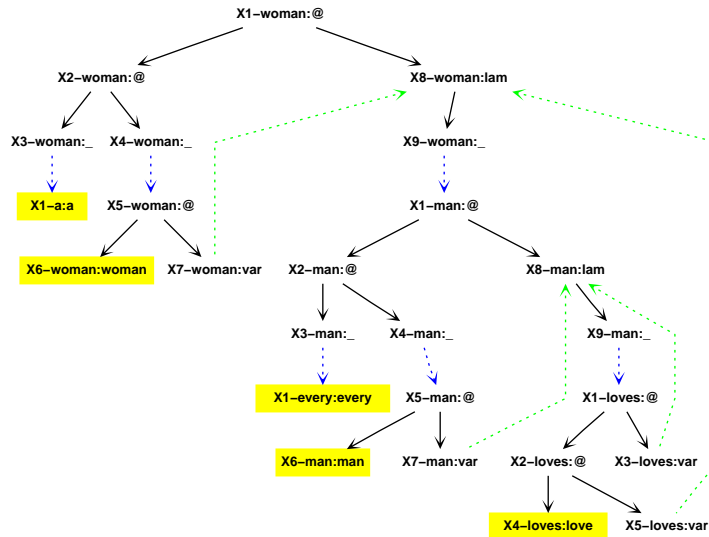 X1–woman:@
X2–woman:@ X8–woman:lam
X3–woman:_ X4–woman:_ X9–woman:_
X1–a:a X5–woman:@ X1–man:@
X6–woman:woman X7–woman:var X2–man:@ X8–man:lam
X3–man:_ X4–man:_ X9–man:_
X1–every:every X5–man:@ X1–loves:@
X6–man:man X7–man:var X2–loves:@ X3–loves:var
X4–loves:love X5–loves:var